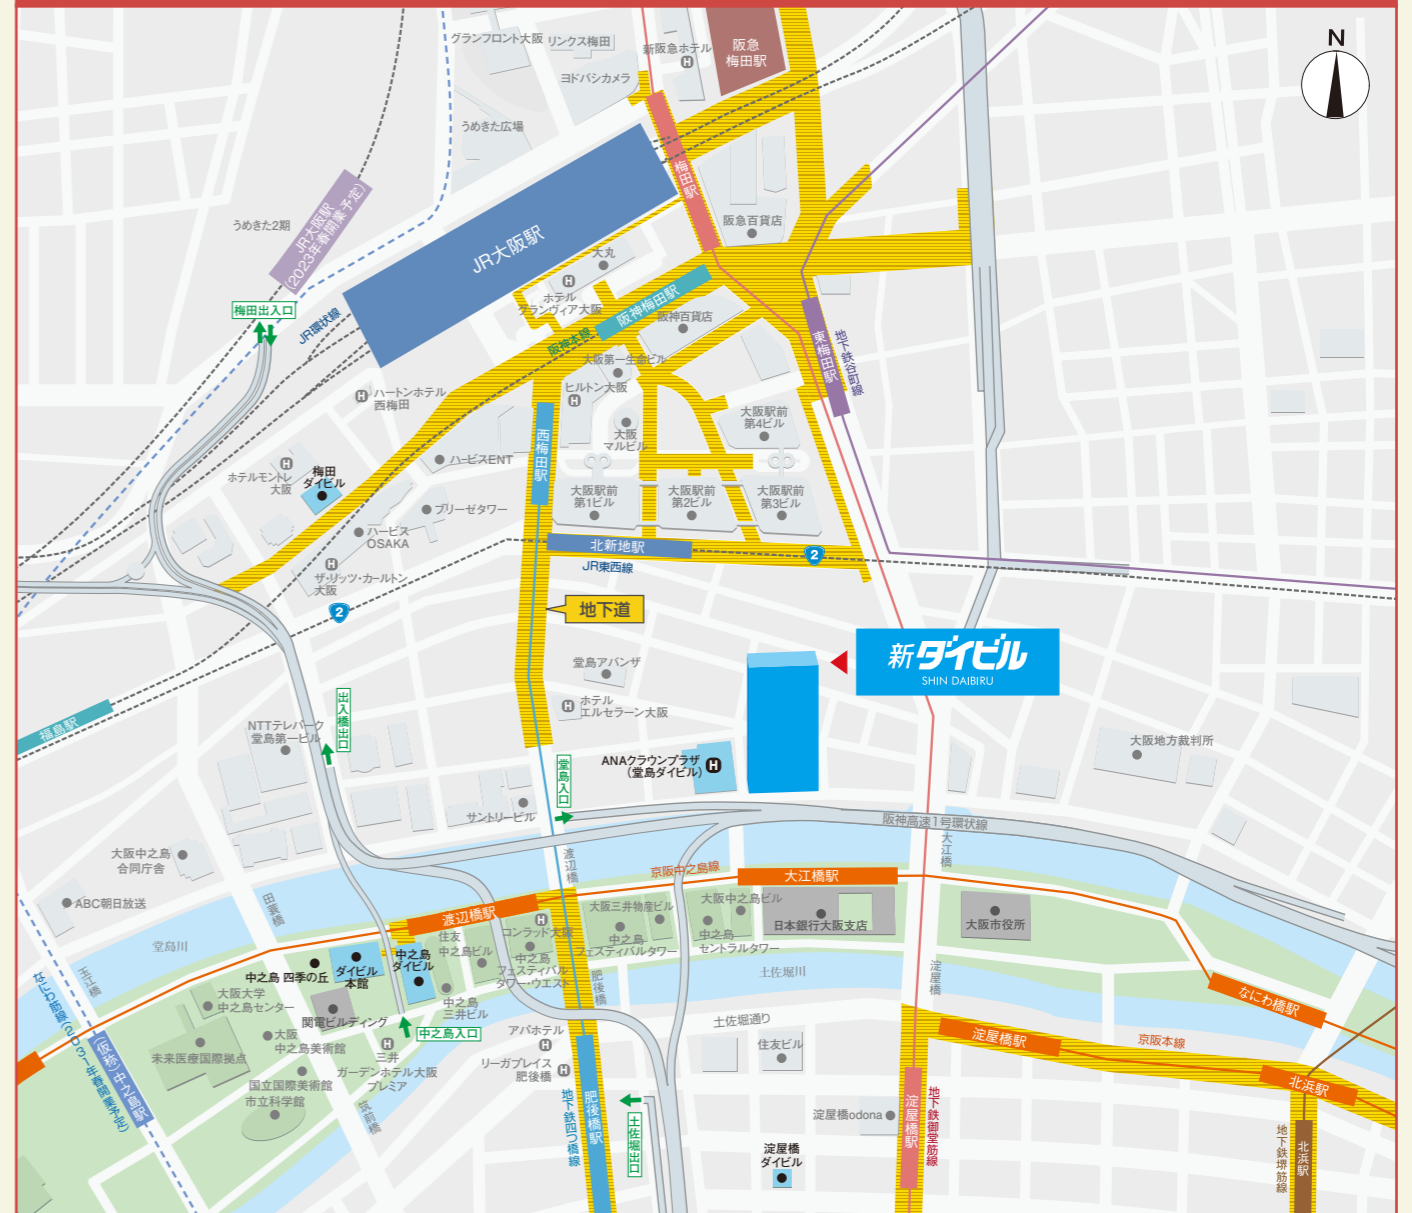 グランフロント大阪
リンクス梅田
新阪急ホテル
H
阪急
梅田駅
ヨドバシカメラ
N
うめきた広場
梅田駅
うめきた2期
JR大阪駅
(2023年春開業予定)
JR大阪駅
阪急百貨店
大丸
H
ホテル
グランヴィア大阪
阪神梅田駅
阪神本線
阪神百貨店
梅田出入口
JR環状線
東梅田駅
地下鉄谷町線
大阪第一生命ビル
ヒルトン大阪
H
H
ハートンホテル
西梅田
大阪
マルビル
大阪駅前
第4ビル
西梅田駅
ハービスENT
H
ホテルモントレ
大阪
梅田
ダイビル
大阪駅前
第1ビル
大阪駅前
第2ビル
大阪駅前
第3ビル
ブリーゼタワー
ハービス
OSAKA
北新地駅
2
JR東西線
H
ザ・リッツ・カールトン
大阪
2
地下道
新ダイビル
SHIN DAIBIRU
堂島アバンザ
H
ホテル
エルセラーン大阪
福島駅
出入橋出口
NTTテレパーク
堂島第一ビル
大阪地方裁判所
ANAクラウンプラザ
(堂島ダイビル)
H
堂島入口
サントリービル
阪神高速1号環状線
大江橋
大阪中之島
合同庁舎
渡辺橋
京阪中之島線
大江橋駅
ABC朝日放送
田蓑橋
渡辺橋駅
大阪三井物産ビル
大阪中之島ビル
日本銀行大阪支店
大阪市役所
H
コンラッド大阪
住友
中之島ビル
中之島
フェスティバルタワー
中之島
セントラルタワー
堂島川
中之島 四季の丘
ダイビル
本館
中之島
ダイビル
中之島
フェスティバル
タワー・ウエスト
肥後橋
土佐堀川
淀屋橋
玉江橋
なにわ筋線(2031年春開業予定)
(仮称)中之島駅
大阪大学
中之島センター
関電ビルディング
中之島
三井ビル
なにわ橋駅
大阪
中之島美術館
中之島入口
H
三井
ガーデンホテル大阪
プレミア
アパホテル
H
土佐堀通り
住友ビル
淀屋橋駅
京阪本線
未来医療国際拠点
国立国際美術館
市立科学館
リーガプレイス
肥後橋
H
北浜駅
筑前橋
地下鉄四つ橋線
肥後橋駅
土佐堀出口
淀屋橋odona
淀屋橋駅
地下鉄御堂筋線
淀屋橋
ダイビル
地下鉄堺筋線
北浜駅